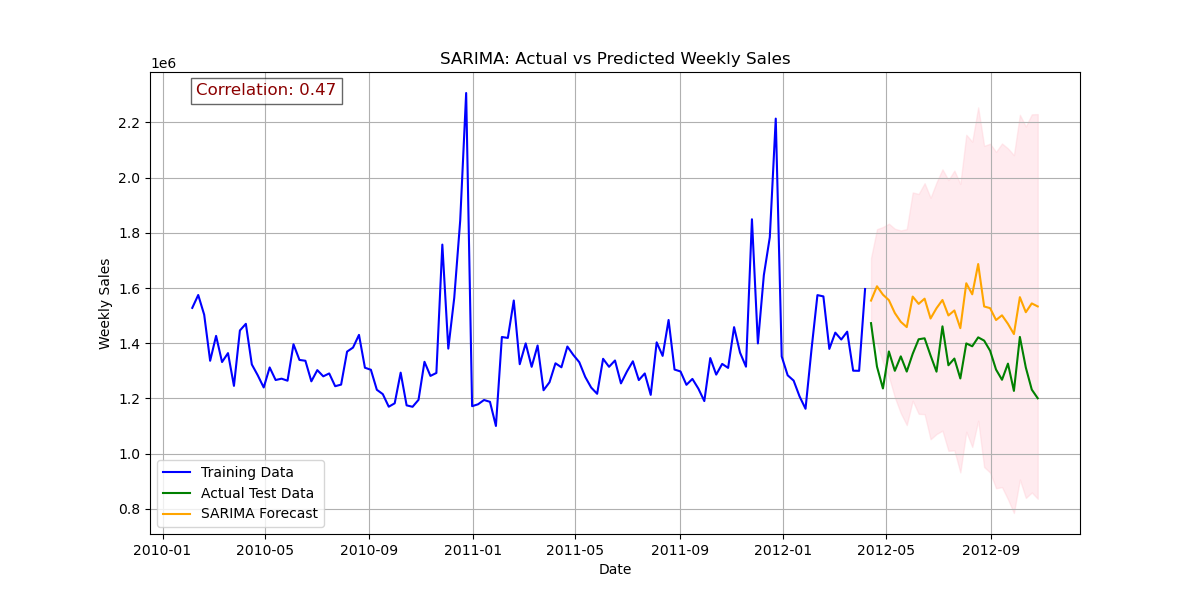 SARIMA: Actual vs Predicted Weekly Sales
1e6
Correlation: 0.47
2.2
2.0
1.8
1.6
1.4
1.2
1.0
0.8
Weekly Sales
Training Data
Actual Test Data
SARIMA Forecast
2010-01 2010-05 2010-09 2011-01 2011-05 2011-09 2012-01 2012-05 2012-09
Date